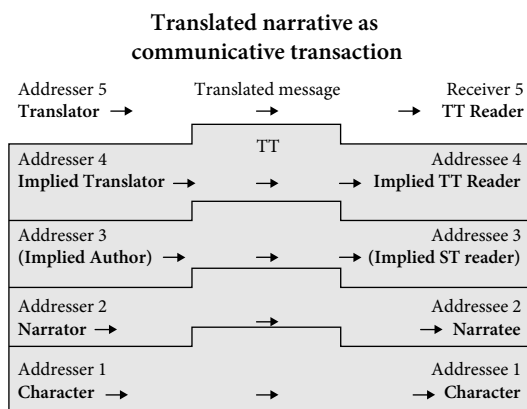 Translated narrative as
communicative transaction
Addresser 5 Translated message Receiver 5
Translator → → → TT Reader
TT
Addresser 4 Addressee 4
Implied Translator → → → Implied TT Reader
Addresser 3 Addressee 3
(Implied Author) → → → (Implied ST reader)
Addresser 2 Addressee 2
Narrator → → → Narratee
Addresser 1 Addressee 1
Character → → → Character